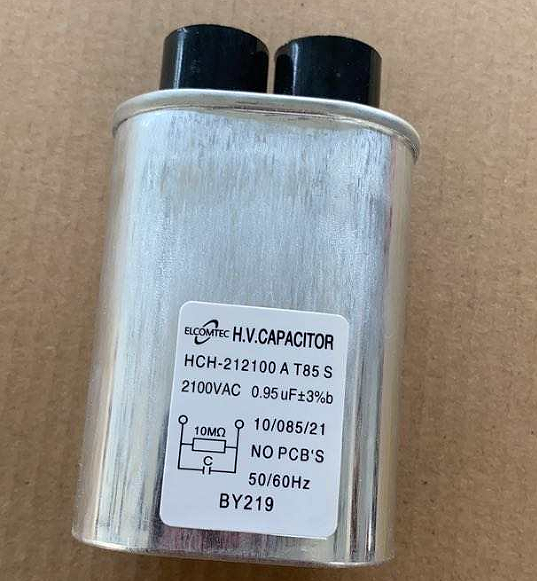 ELCOMTEC H.V.CAPACITOR
HCH-212100 A T85 S
2100VAC 0.95uF±3%b
10MΩ
C
10/085/21
NO PCB'S
50/60Hz
BY219